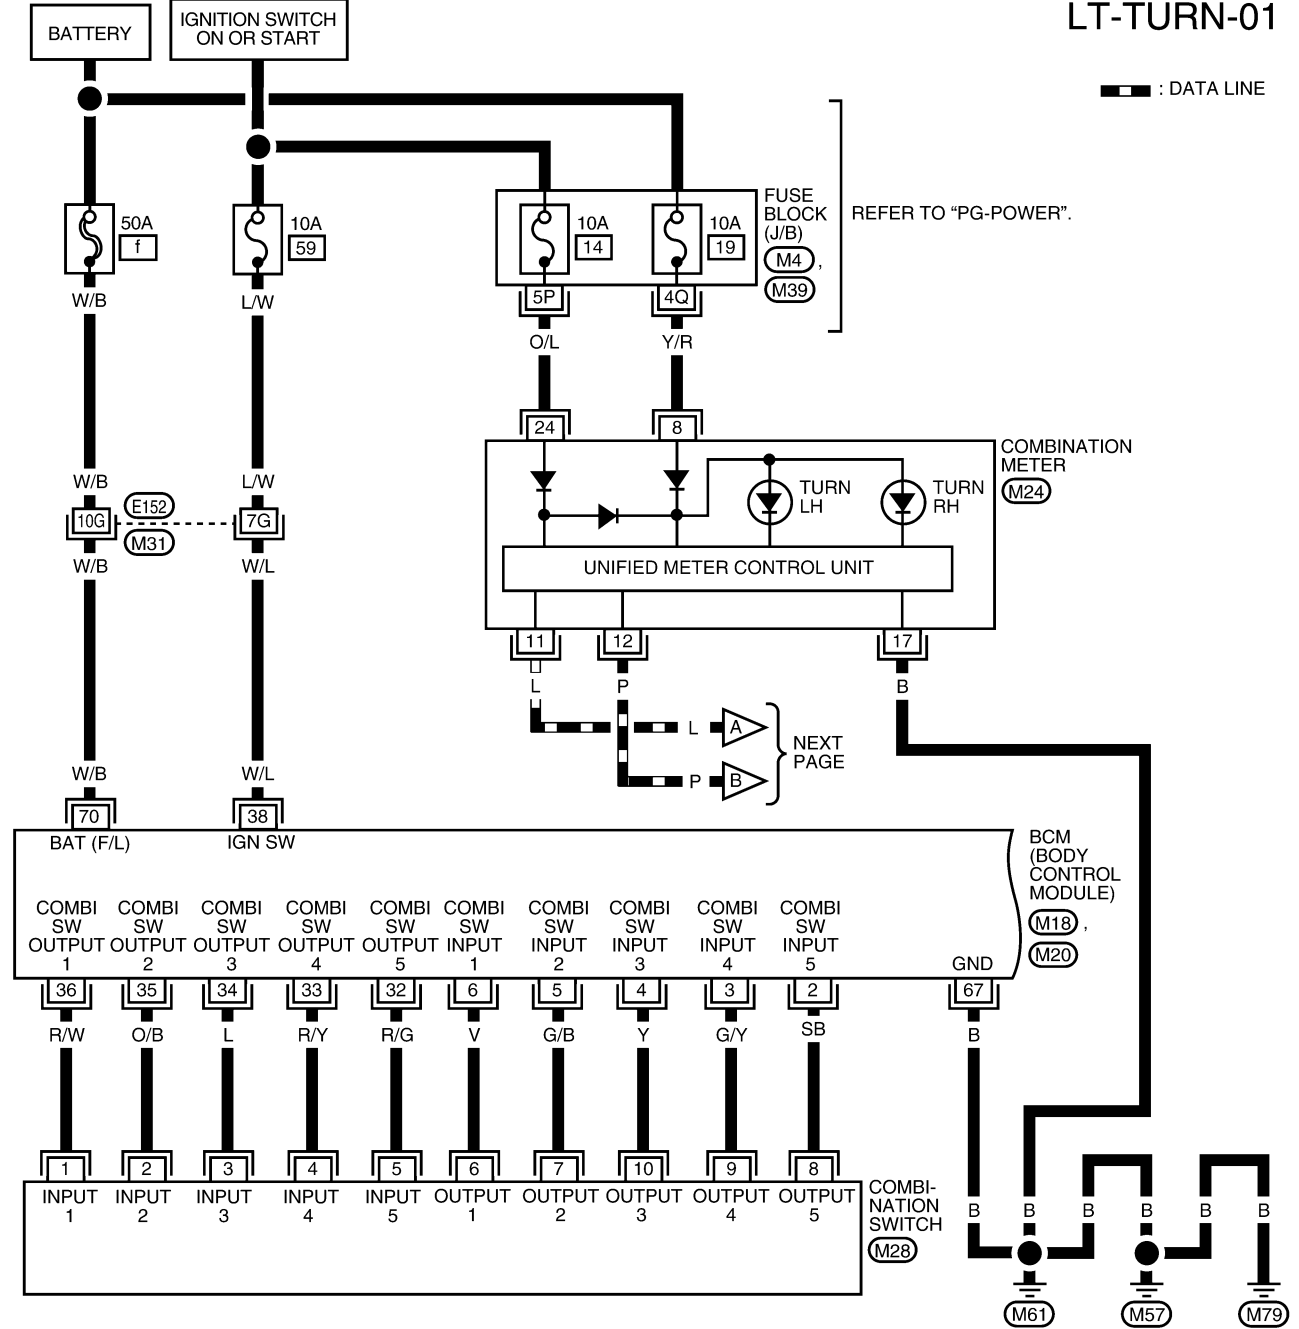 LT-TURN-01
BATTERY
IGNITION SWITCH
ON OR START
: DATA LINE
50A
f
10A
59
10A
14
10A
19
FUSE
BLOCK
(J/B)
M4 ,
M39
REFER TO “PG-POWER”.
W/B
L/W
5P
4Q
O/L
Y/R
24
8
COMBINATION
METER
M24
W/B
L/W
TURN
LH
TURN
RH
10G
E152
M31
7G
W/B
W/L
UNIFIED METER CONTROL UNIT
11
12
17
L
P
B
L
A
P
B
NEXT
PAGE
W/B
W/L
70
38
BAT (F/L)
IGN SW
BCM
(BODY
CONTROL
MODULE)
M18 ,
M20
COMBI
SW
OUTPUT
1
COMBI
SW
OUTPUT
2
COMBI
SW
OUTPUT
3
COMBI
SW
OUTPUT
4
COMBI
SW
OUTPUT
5
COMBI
SW
INPUT
1
COMBI
SW
INPUT
2
COMBI
SW
INPUT
3
COMBI
SW
INPUT
4
COMBI
SW
INPUT
5
GND
36
35
34
33
32
6
5
4
3
2
67
R/W
O/B
L
R/Y
R/G
V
G/B
Y
G/Y
SB
B
1
2
3
4
5
6
7
10
9
8
INPUT
1
INPUT
2
INPUT
3
INPUT
4
INPUT
5
OUTPUT
1
OUTPUT
2
OUTPUT
3
OUTPUT
4
OUTPUT
5
COMBI-
NATION
SWITCH
M28
B
B
B
B
B
B
M61
M57
M79